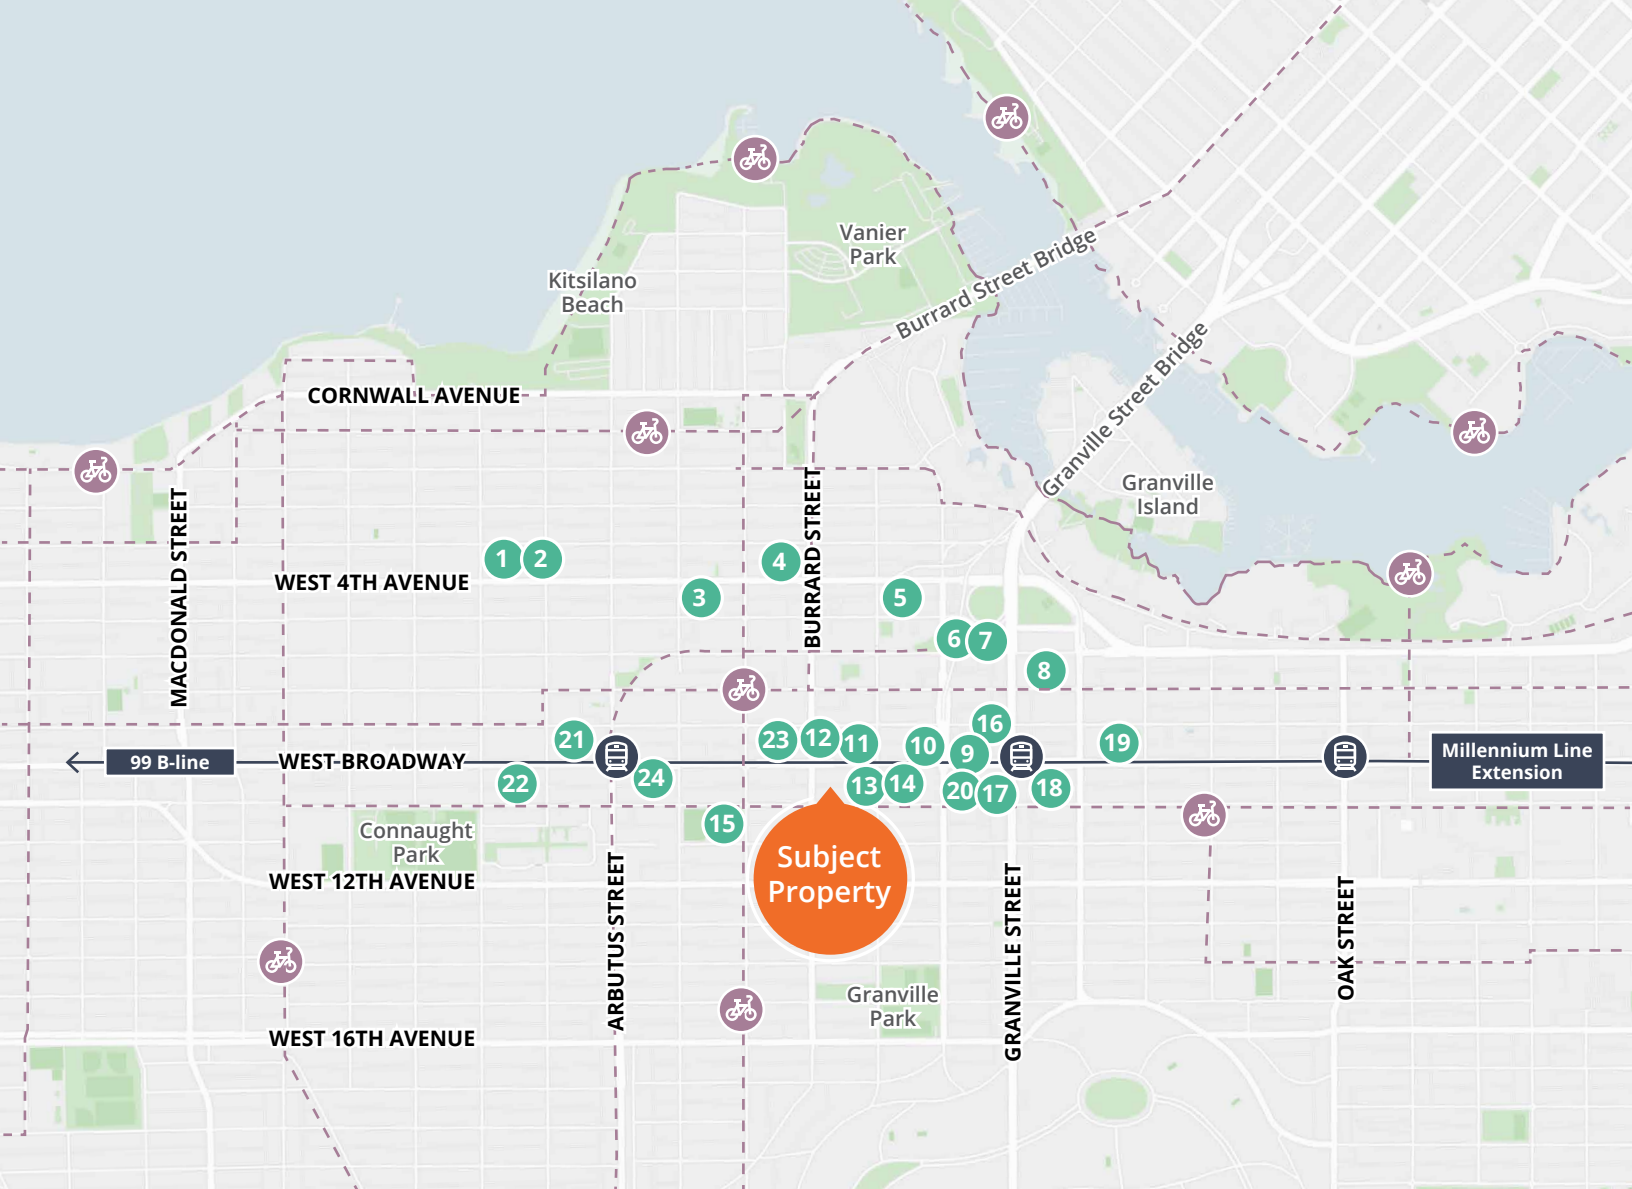 Vanier
Park
Kitsilano
Beach
Burrard Street Bridge
Granville Street Bridge
CORNWALL AVENUE
Granville
Island
MACDONALD STREET
BURRARD STREET
1
2
4
WEST 4TH AVENUE
3
5
6
7
8
16
21
23
12
11
10
9
19
99 B-line
WEST BROADWAY
Millennium Line
Extension
22
24
13
14
20
17
18
15
Connaught
Park
Subject
Property
WEST 12TH AVENUE
ARBUTUS STREET
GRANVILLE STREET
OAK STREET
Granville
Park
WEST 16TH AVENUE